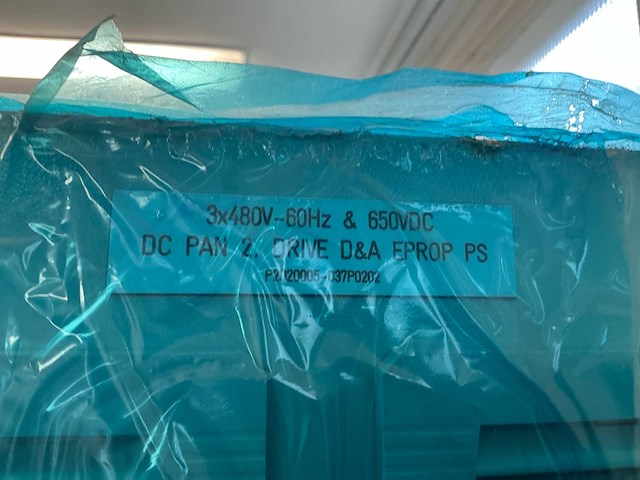 3x480V~60Hz & 650VDC
DC PAN 2. DRIVE D&A EPROP PS
P2020005-037P0202